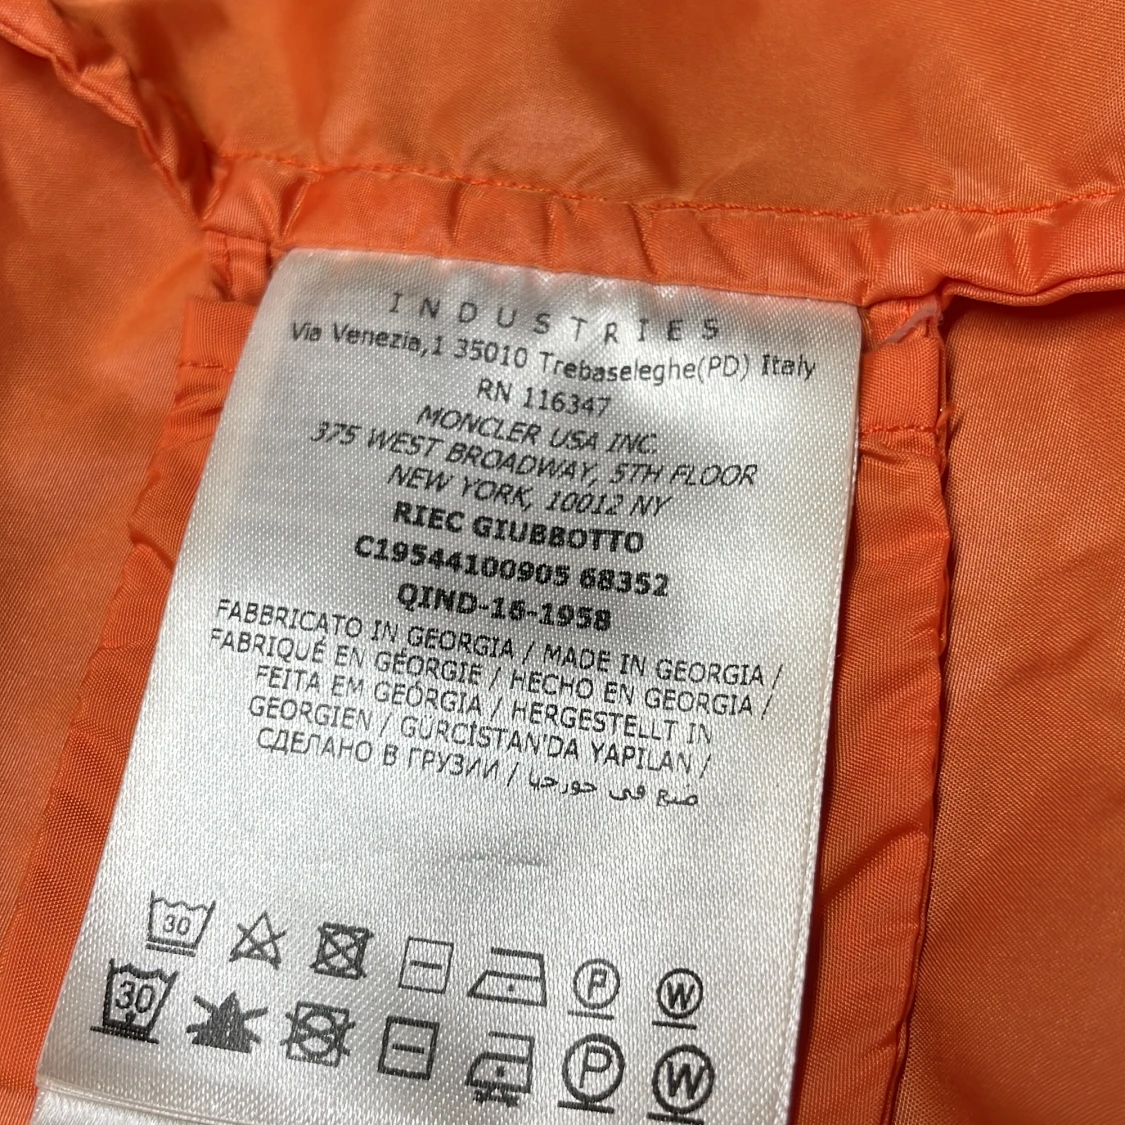 INDUSTRIES
Via Venezia,1 35010 Trebaseleghe(PD) Italy
RN 116347
MONCLER USA INC.
375 WEST BROADWAY, 5TH FLOOR
NEW YORK, 10012 NY
RIEC GIUBBOTTO
C19544100905 68352
QIND-16-1958
FABBRICATO IN GEORGIA / MADE IN GEORGIA /
FABRIQUÉ EN GÉORGIE / HECHO EN GEORGIA /
FEITA EM GEÓRGIA / HERGESTELLT IN
GEORGIEN / GÜRCİSTAN'DA YAPILAN /
СДЕЛАНО В ГРУЗИИ / صنع في جورجيا
30 P W
30 P W